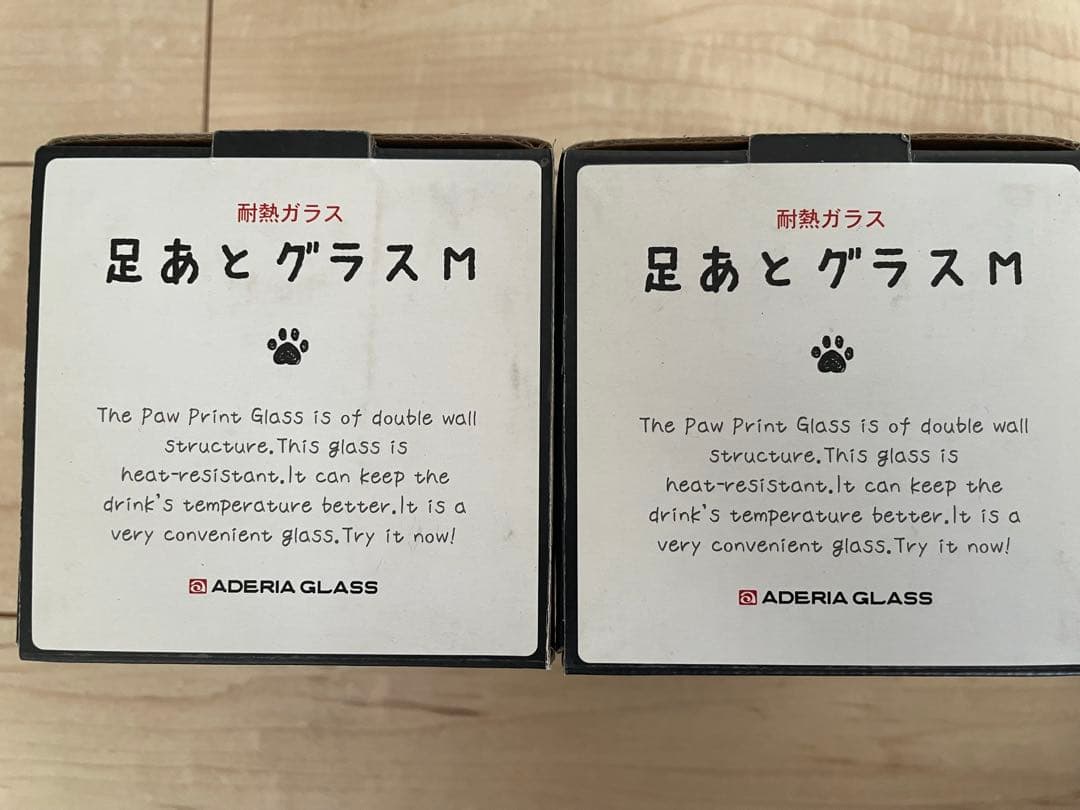 耐熱ガラス
足あとグラスM
The Paw Print Glass is of double wall
structure.This glass is
heat-resistant.It can keep the
drink's temperature better.It is a
very convenient glass.Try it now!
ADERIA GLASS
耐熱ガラス
足あとグラスM
The Paw Print Glass is of double wall
structure.This glass is
heat-resistant.It can keep the
drink's temperature better.It is a
very convenient glass.Try it now!
ADERIA GLASS